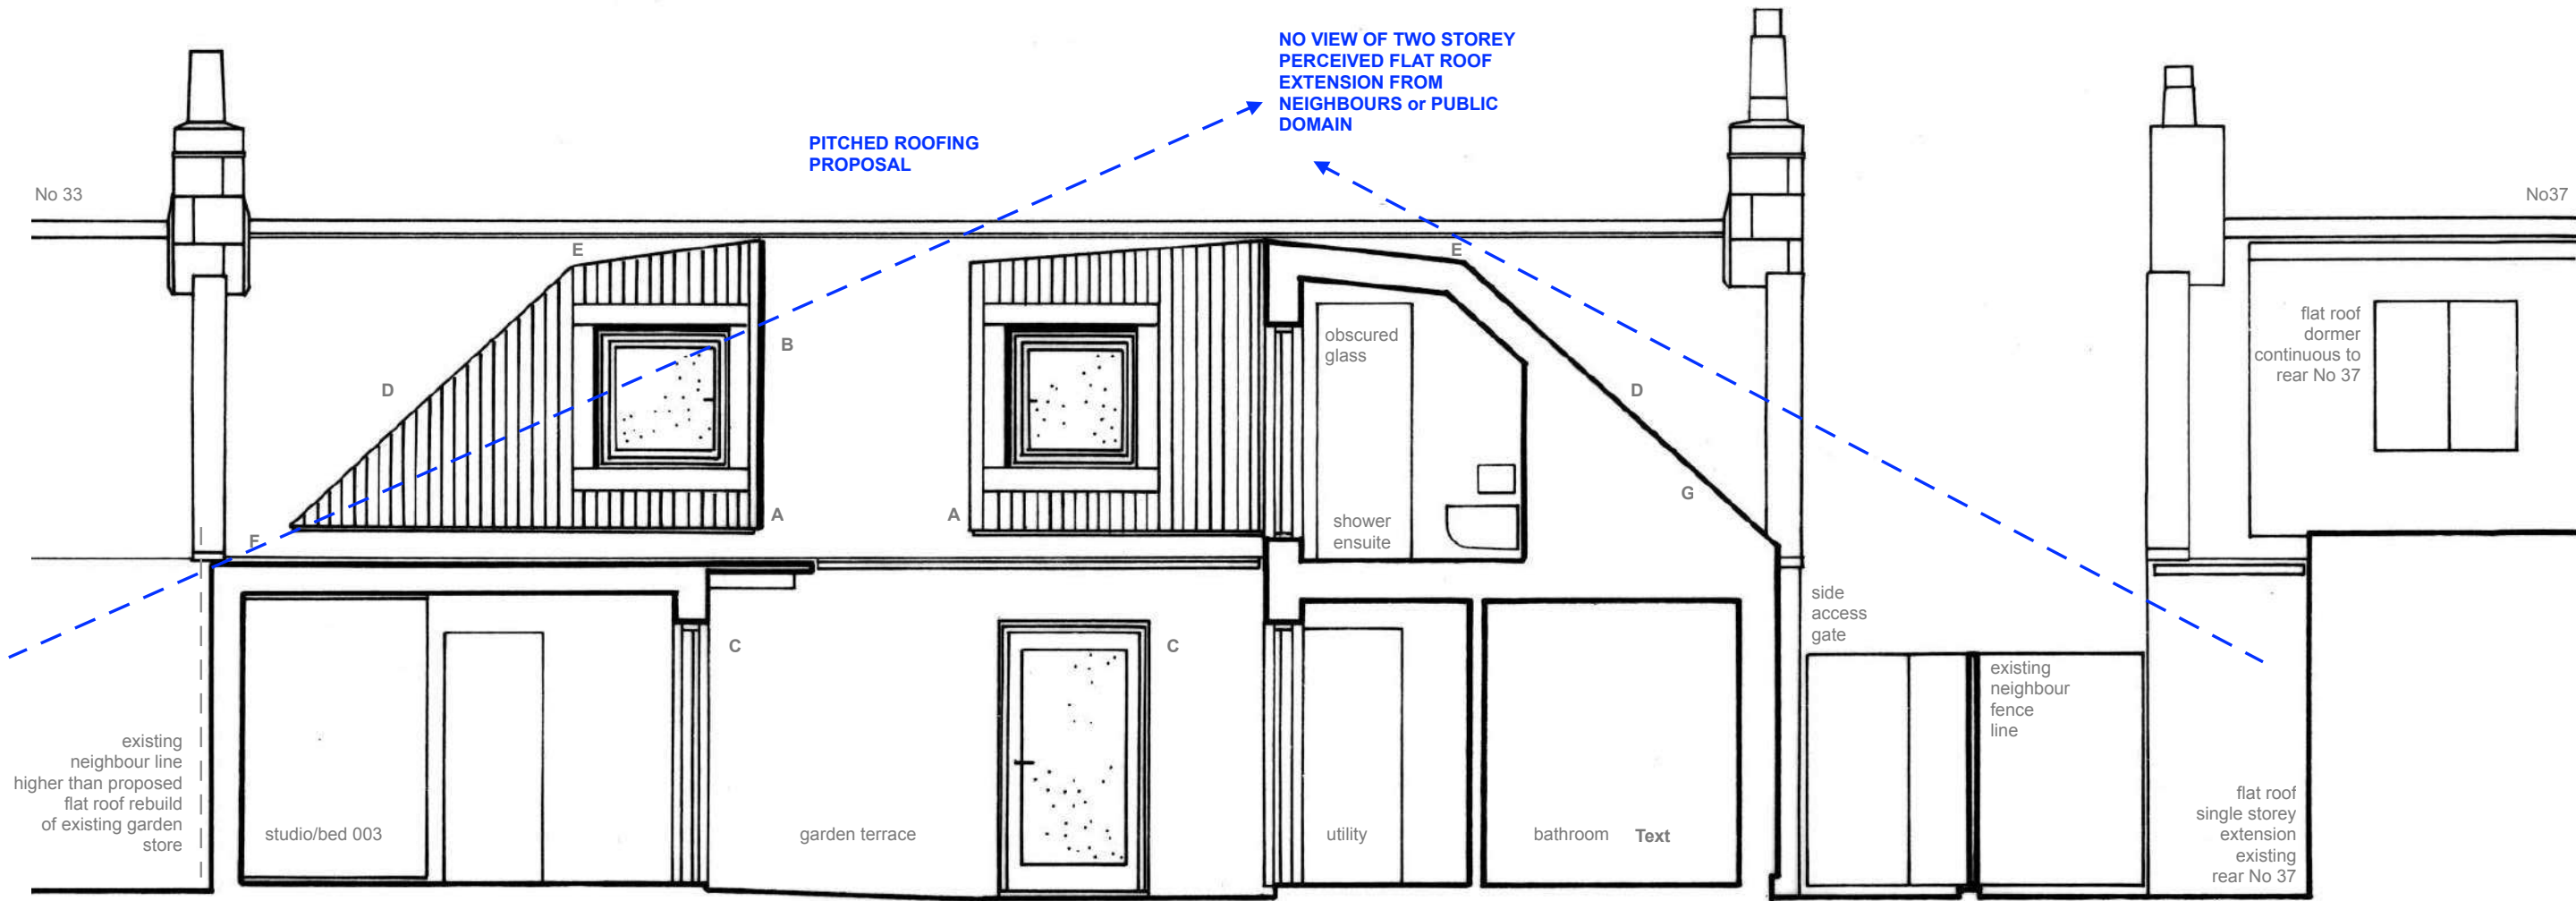 NO VIEW OF TWO STOREY
PERCEIVED FLAT ROOF
EXTENSION FROM
NEIGHBOURS or PUBLIC
DOMAIN
PITCHED ROOFING
PROPOSAL
No 33
No37
E
E
B
D
D
A
A
F
G
C
C
obscured
glass
shower
ensuite
flat roof
dormer
continuous to
rear No 37
side
access
gate
existing
neighbour
fence
line
existing
neighbour line
higher than proposed
flat roof rebuild
of existing garden
store
studio/bed 003
garden terrace
utility
bathroom
Text
flat roof
single storey
extension
existing
rear No 37